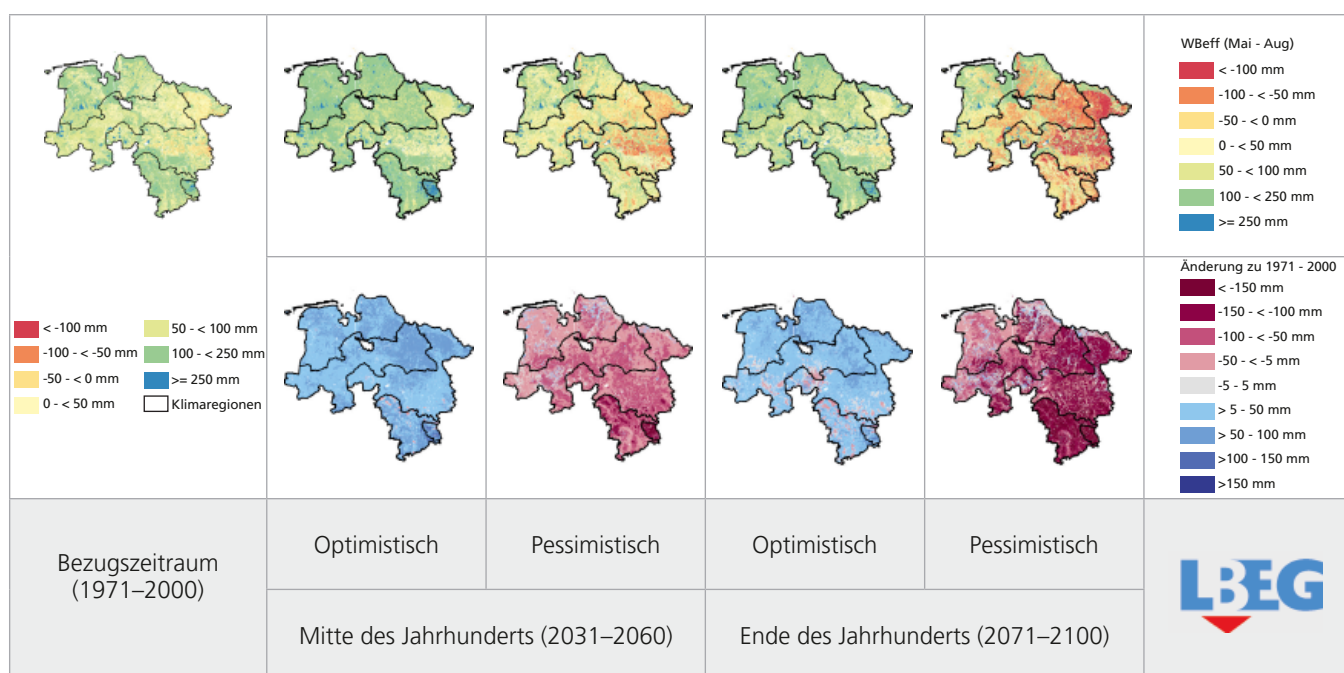 WBeff (Mai - Aug)
< -100 mm
-100 - < -50 mm
-50 - < 0 mm
0 - < 50 mm
50 - < 100 mm
100 - < 250 mm
>= 250 mm
< -100 mm
-100 - < -50 mm
-50 - < 0 mm
0 - < 50 mm
50 - < 100 mm
100 - < 250 mm
>= 250 mm
Klimaregionen
Änderung zu 1971 - 2000
< -150 mm
-150 - < -100 mm
-100 - < -50 mm
-50 - < -5 mm
-5 - 5 mm
> 5 - 50 mm
> 50 - 100 mm
>100 - 150 mm
>150 mm
Bezugszeitraum
(1971–2000)
Optimistisch
Pessimistisch
Optimistisch
Pessimistisch
Mitte des Jahrhunderts (2031–2060)
Ende des Jahrhunderts (2071–2100)
LBEG